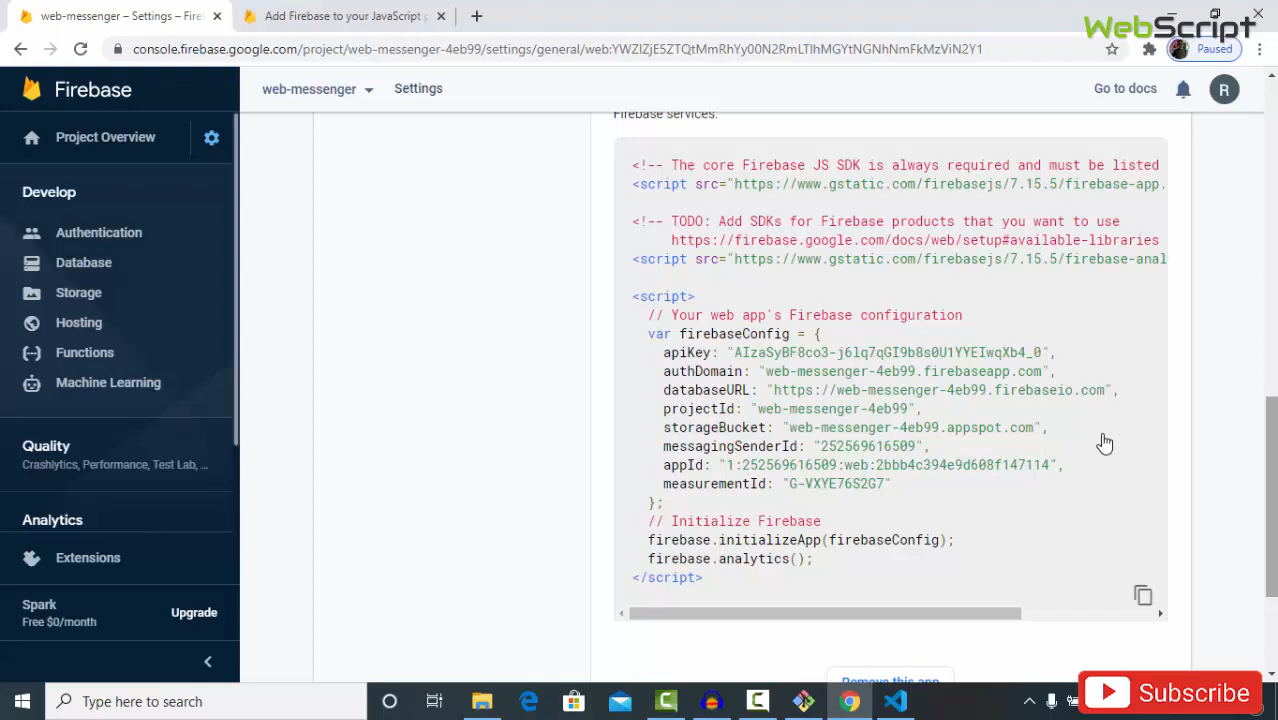 web-messenger – Settings – Fire
Add Firebase to your JavaScript p
WebScript
console.firebase.google.com/project/web-messenger-4eb99/settings/general/web:YWZlZjE5ZTQtMmRhYy00N2RmLTlhMGYtNGNhNmFkMzViN2Y1
Paused
Firebase
web-messenger
Settings
Go to docs
R
Project Overview
Develop
Authentication
Database
Storage
Hosting
Functions
Machine Learning
Quality
Crashlytics, Performance, Test Lab, ...
Analytics
Extensions
Spark
Free $0/month
Upgrade
Firebase services.
<!-- The core Firebase JS SDK is always required and must be listed
<script src="https://www.gstatic.com/firebasejs/7.15.5/firebase-app.
<!-- TODO: Add SDKs for Firebase products that you want to use
https://firebase.google.com/docs/web/setup#available-libraries
<script src="https://www.gstatic.com/firebasejs/7.15.5/firebase-anal
<script>
// Your web app's Firebase configuration
var firebaseConfig = {
apiKey: "AIzaSyBF8co3-j6lq7qGI9b8s0U1YYEIwqXb4_0",
authDomain: "web-messenger-4eb99.firebaseapp.com",
databaseURL: "https://web-messenger-4eb99.firebaseio.com",
projectId: "web-messenger-4eb99",
storageBucket: "web-messenger-4eb99.appspot.com",
messagingSenderId: "252569616509",
appId: "1:252569616509:web:2bbb4c394e9d608f147114",
measurementId: "G-VXYE76S2G7"
};
// Initialize Firebase
firebase.initializeApp(firebaseConfig);
firebase.analytics();
</script>
Remove this app
Type here to search
Subscribe